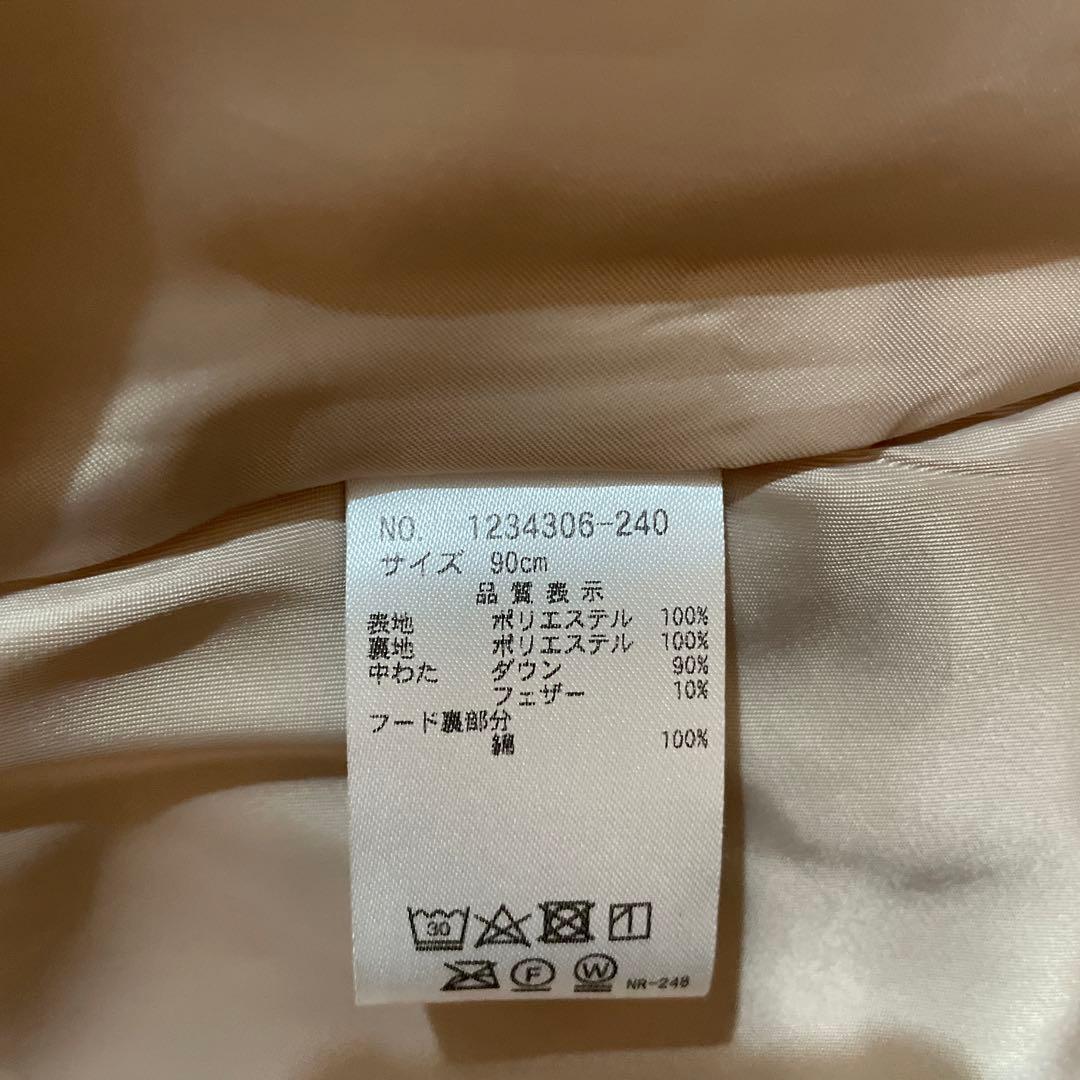 NO. 1234306-240
サイズ 90cm
品質表示
表地 ポリエステル 100%
裏地 ポリエステル 100%
中わた ダウン 90%
フェザー 10%
フード裏部分
綿 100%
30
F W NR-248